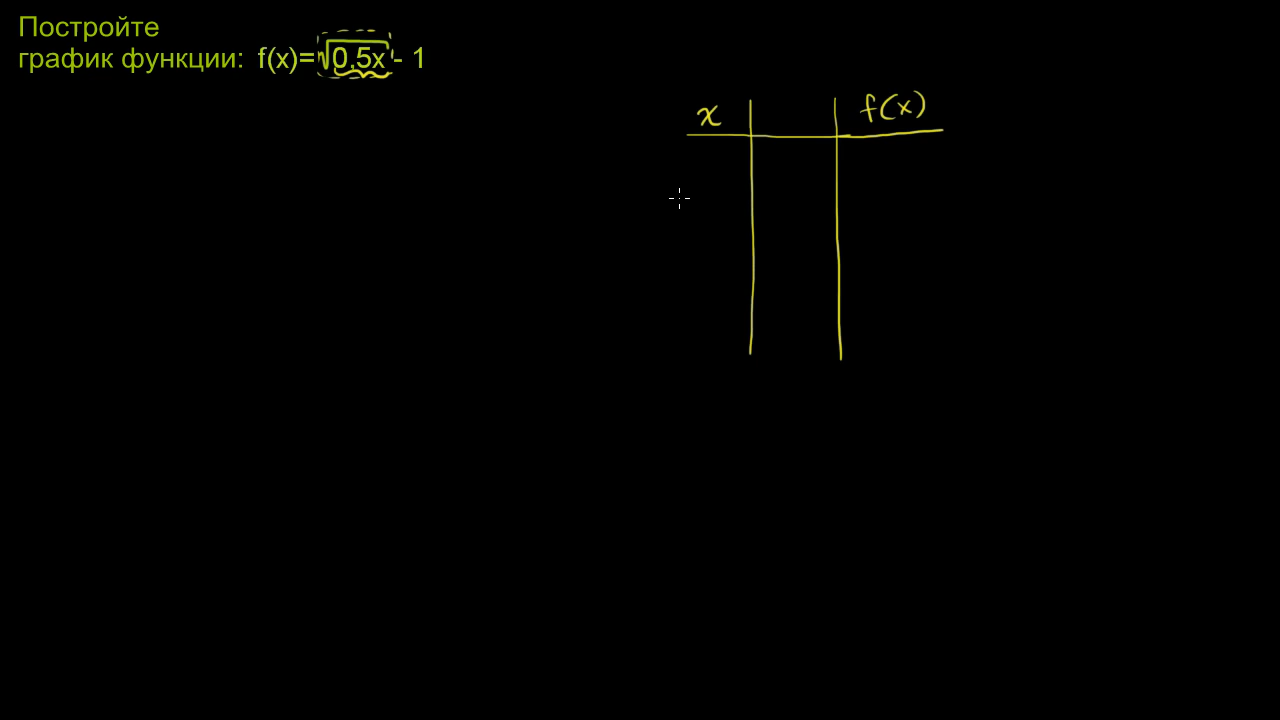 Постройте
график функции: f(x)=√0,5x - 1
x f(x)